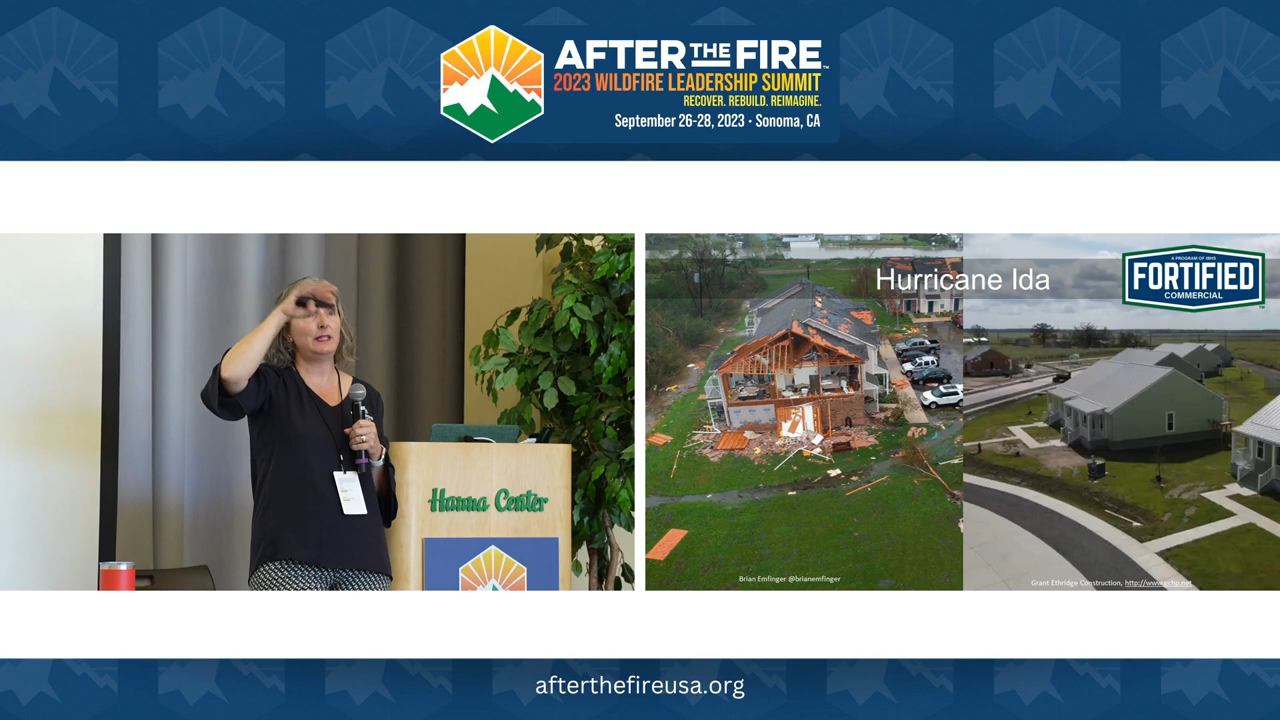 AFTER THE FIRE™
2023 WILDFIRE LEADERSHIP SUMMIT
RECOVER. REBUILD. REIMAGINE.
September 26-28, 2023 • Sonoma, CA
Hurricane Ida
A PROGRAM OF IBHS
FORTIFIED
COMMERCIAL
Hanna Center
Brian Emfinger @brianemfinger
Grant Ethridge Construction, http://www.gchp.net
afterthefireusa.org